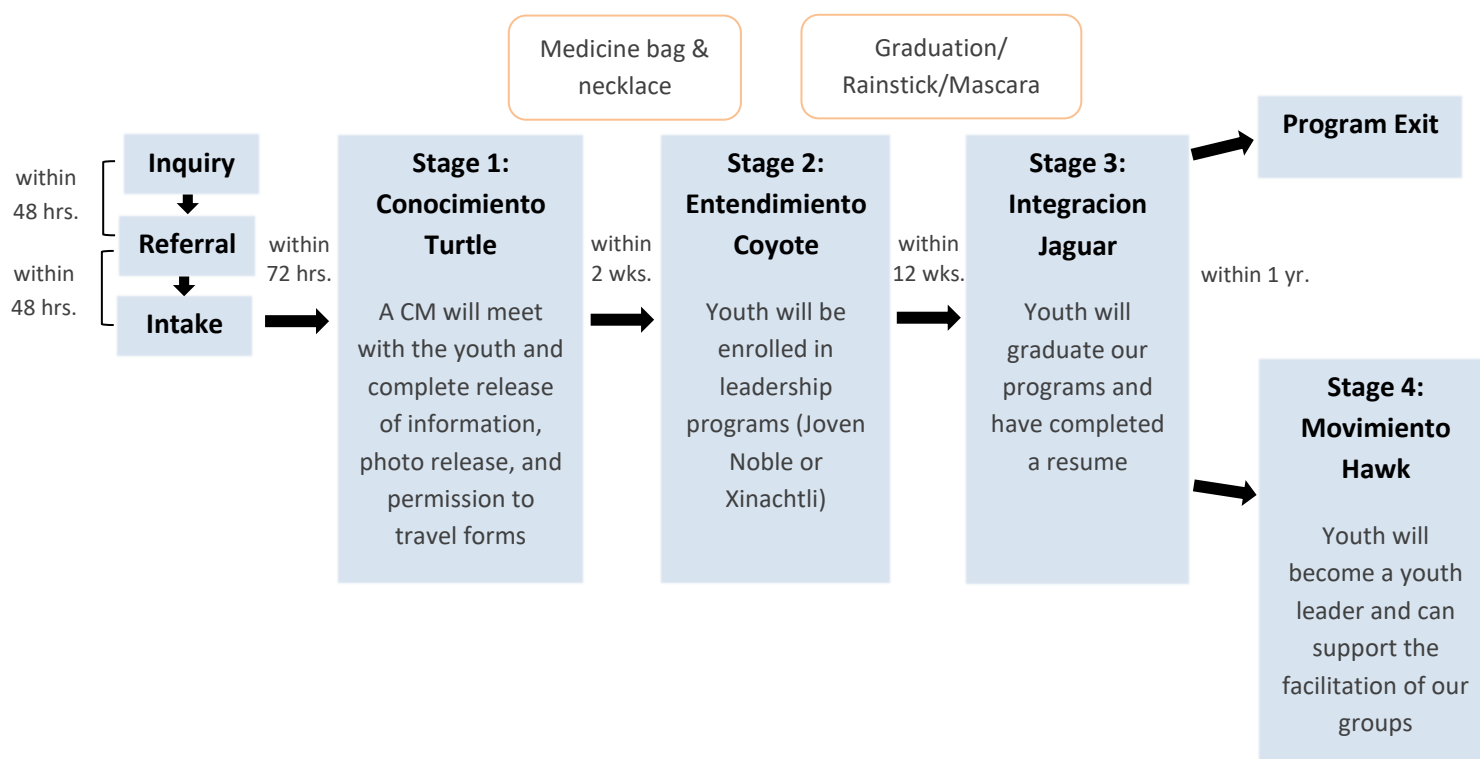 Medicine bag &
necklace
Graduation/
Rainstick/Mascara
within
48 hrs.
Inquiry
Referral
within
48 hrs.
Intake
within
72 hrs.
Stage 1:
Conocimiento
Turtle
A CM will meet
with the youth and
complete release
of information,
photo release, and
permission to
travel forms
within
2 wks.
Stage 2:
Entendimiento
Coyote
Youth will be
enrolled in
leadership
programs (Joven
Noble or
Xinachtli)
within
12 wks.
Stage 3:
Integracion
Jaguar
Youth will
graduate our
programs and
have completed
a resume
within 1 yr.
Program Exit
Stage 4:
Movimiento
Hawk
Youth will
become a youth
leader and can
support the
facilitation of our
groups